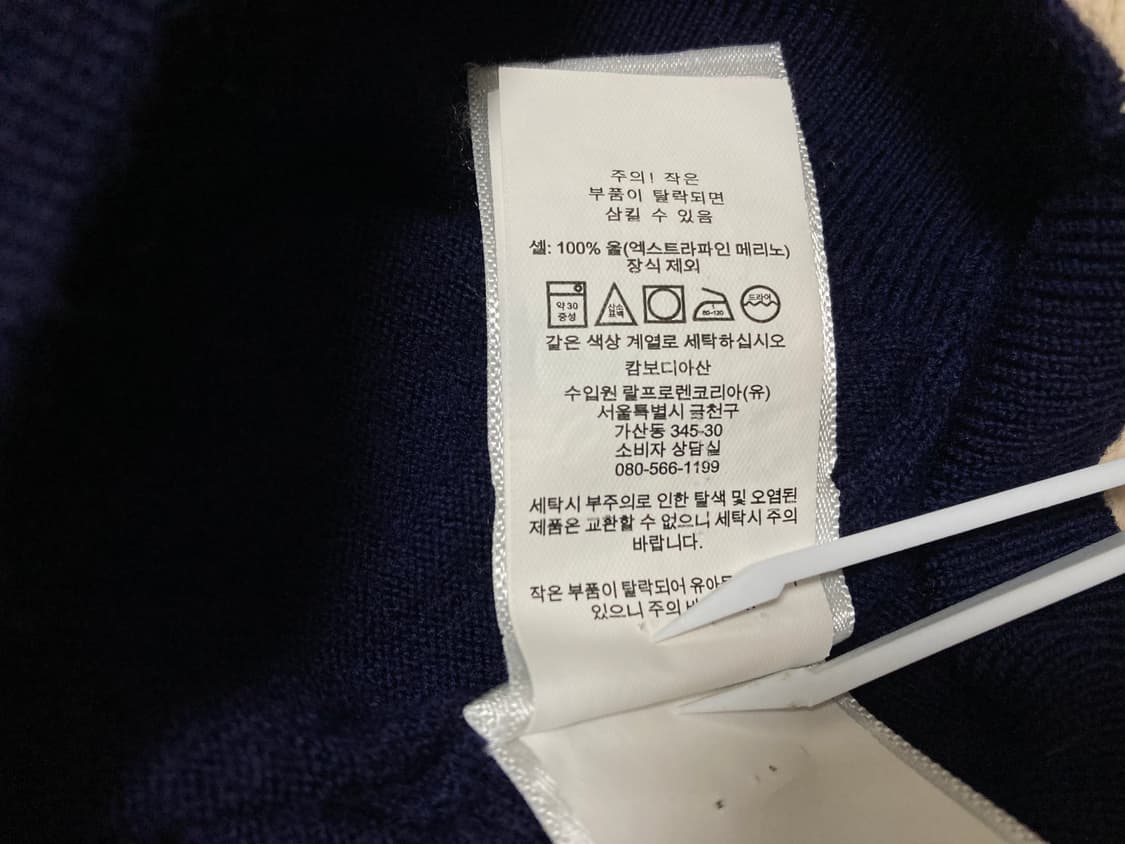 주의! 작은
부품이 탈락되면
삼킬 수 있음
셸: 100% 울(엑스트라파인 메리노)
장식 제외
약 30
중성
산소
표백
80-120
드라이
같은 색상 계열로 세탁하십시오
캄보디아산
수입원 랄프로렌코리아(유)
서울특별시 금천구
가산동 345-30
소비자 상담실
080-566-1199
세탁시 부주의로 인한 탈색 및 오염된
제품은 교환할 수 없으니 세탁시 주의
바랍니다.
작은 부품이 탈락되어
있으니 주의